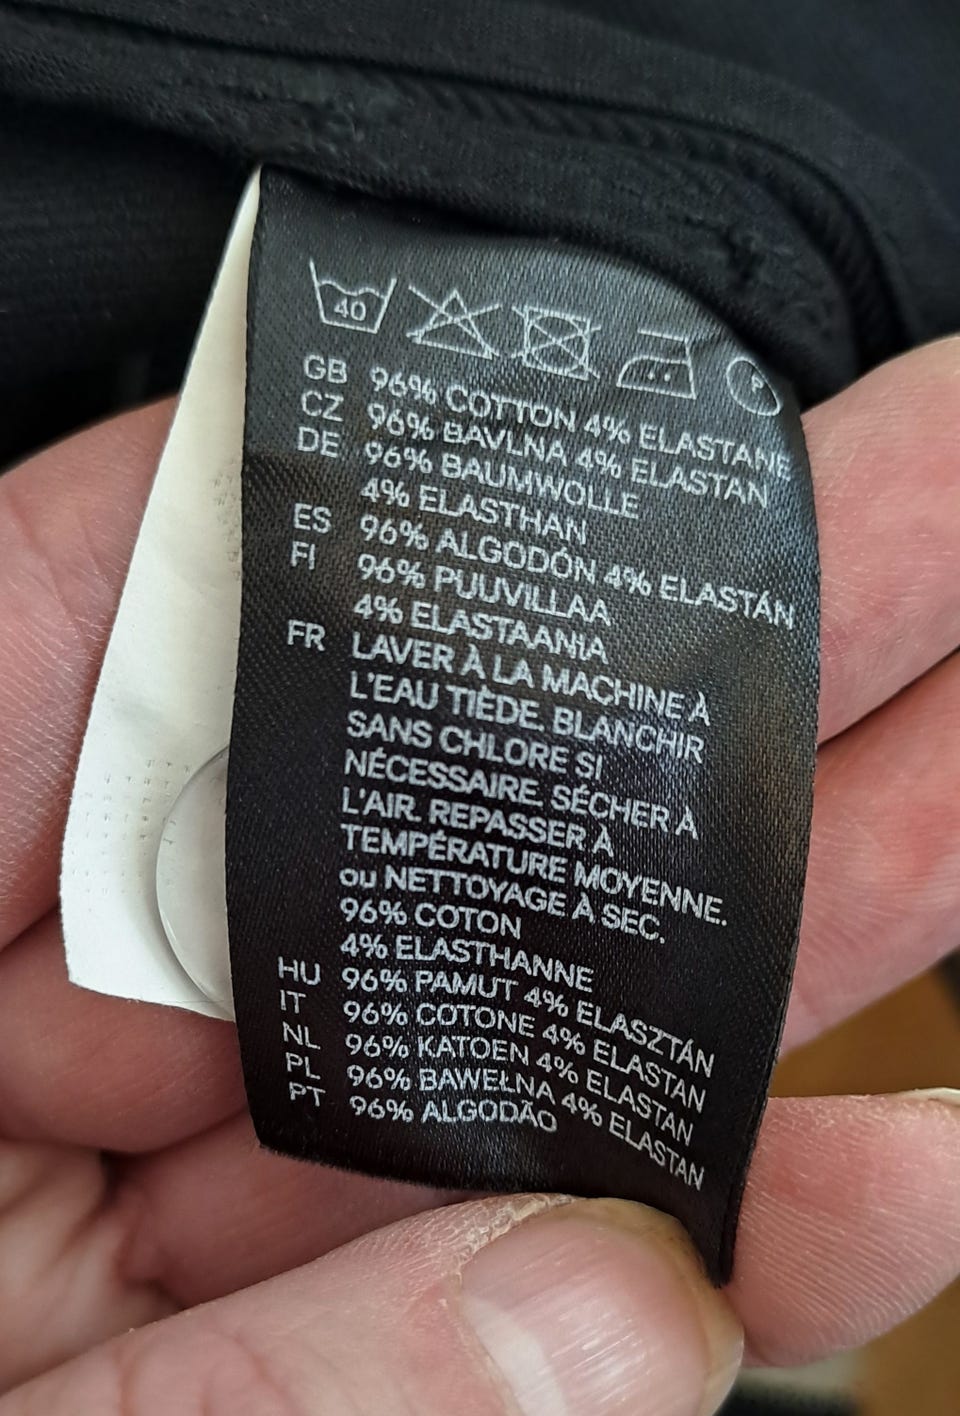 40
P
GB 96% COTTON 4% ELASTANE
CZ 96% BAVLNA 4% ELASTAN
DE 96% BAUMWOLLE
4% ELASTHAN
ES 96% ALGODÓN 4% ELASTÁN
FI 96% PUUVILLAA
4% ELASTAANIA
FR LAVER À LA MACHINE À
L'EAU TIÈDE. BLANCHIR
SANS CHLORE SI
NÉCESSAIRE. SÉCHER À
L'AIR. REPASSER À
TEMPÉRATURE MOYENNE.
ou NETTOYAGE À SEC.
96% COTON
4% ELASTHANNE
HU 96% PAMUT 4% ELASZTÁN
IT 96% COTONE 4% ELASTAN
NL 96% KATOEN 4% ELASTAN
PL 96% BAWEŁNA 4% ELASTAN
PT 96% ALGODÃO